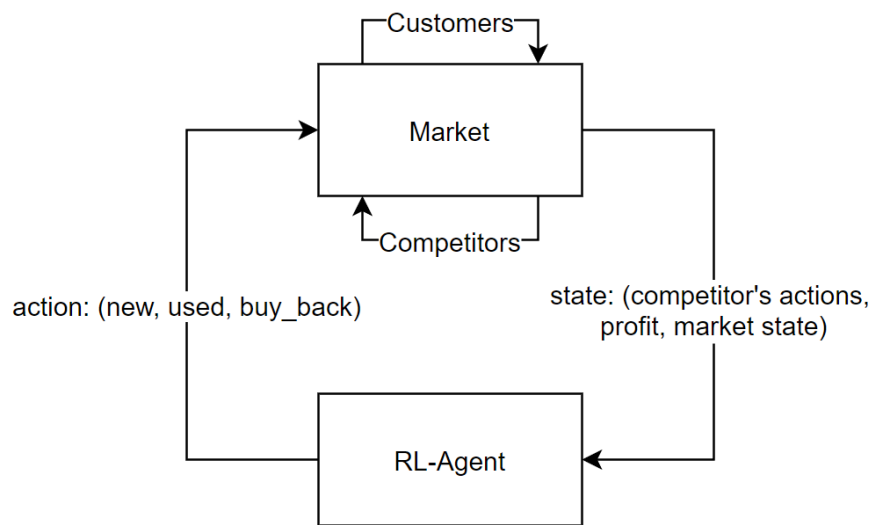 Customers
Market
Competitors
action: (new, used, buy_back)
state: (competitor's actions,
profit, market state)
RL-Agent